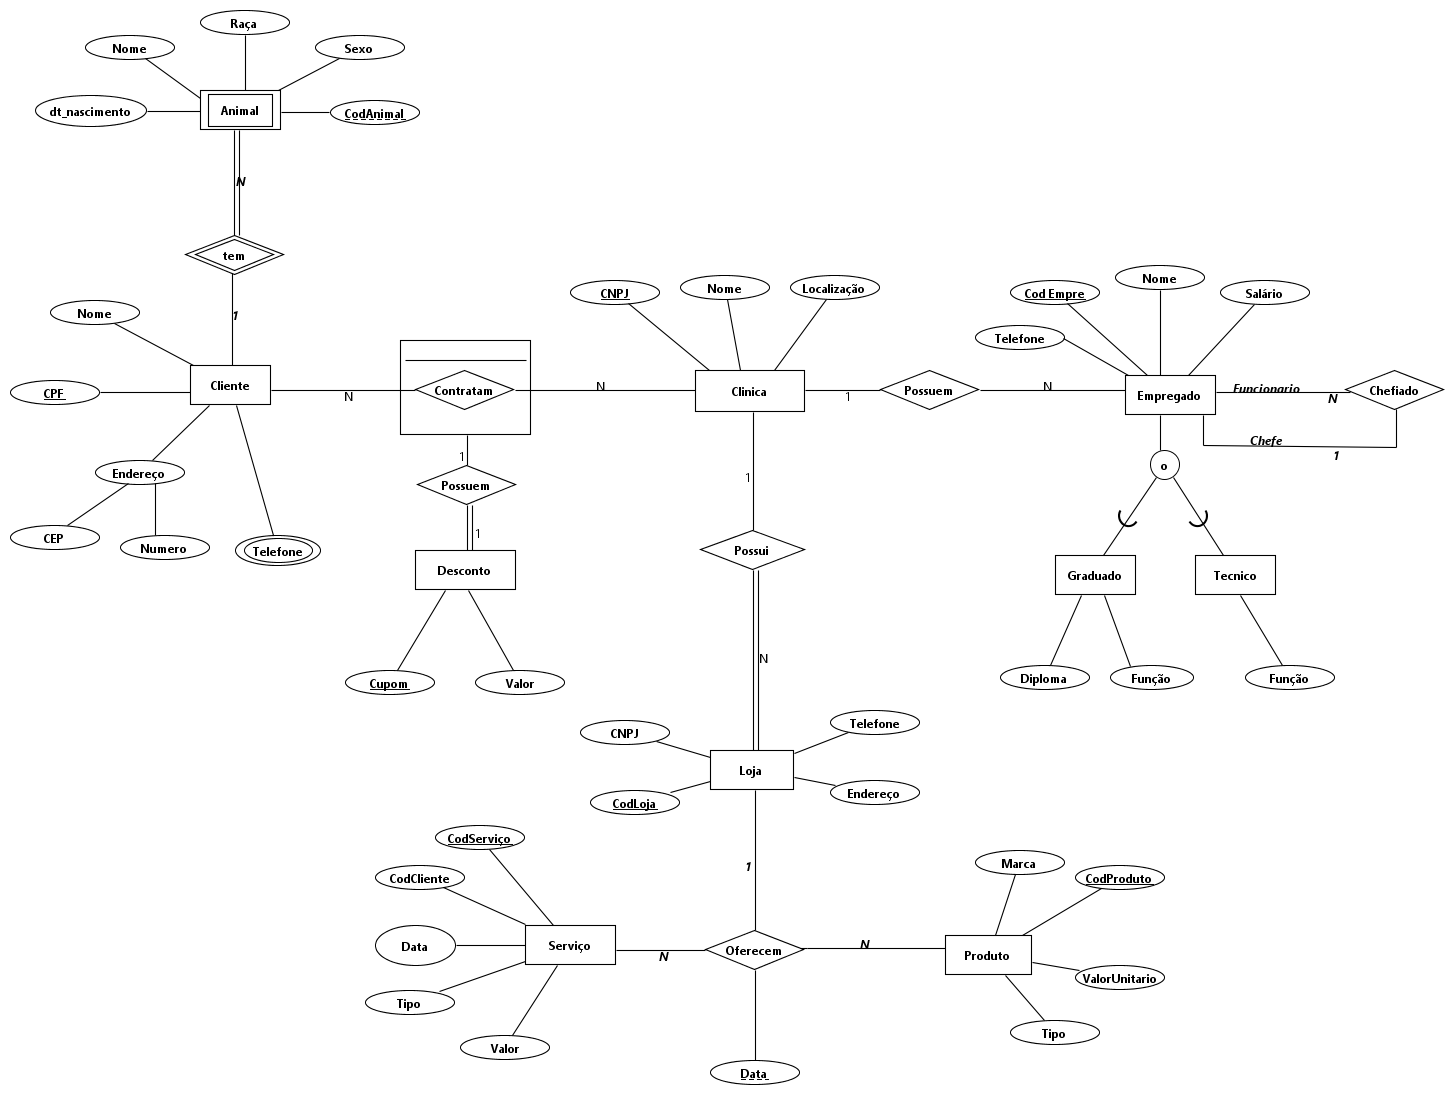 Raça
Nome
Sexo
dt_nascimento
Animal
CodAnimal
N
tem
1
Nome
Cliente
CPF
Endereço
CEP
Numero
Telefone
N
Contratam
N
1
Possuem
1
Desconto
Cupom
Valor
CNPJ
Nome
Localização
Clinica
1
Possuem
N
Cod Empre
Nome
Salário
Telefone
Empregado
Funcionario
N
Chefiado
Chefe
1
o
Graduado
Tecnico
Diploma
Função
Função
1
Possui
N
CNPJ
Telefone
Loja
CodLoja
Endereço
1
CodServiço
CodCliente
Data
Serviço
Tipo
Valor
N
Oferecem
N
Data
Marca
CodProduto
Produto
ValorUnitario
Tipo